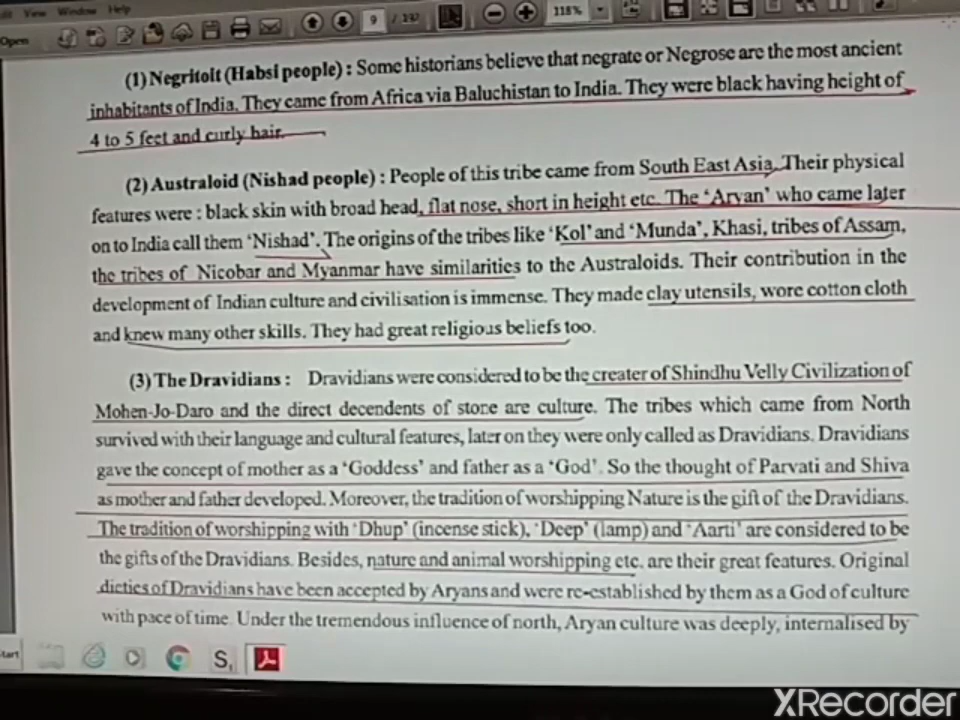 View Window Help
Open
9 / 132
118%
(1) Negritoit (Habsi people) : Some historians believe that negrate or Negrose are the most ancient
inhabitants of India. They came from Africa via Baluchistan to India. They were black having height of
4 to 5 feet and curly hair.
(2) Australoid (Nishad people) : People of this tribe came from South East Asia. Their physical
features were : black skin with broad head, flat nose, short in height etc. The 'Aryan' who came later
on to India call them 'Nishad'. The origins of the tribes like 'Kol' and 'Munda', Khasi, tribes of Assam,
the tribes of Nicobar and Myanmar have similarities to the Australoids. Their contribution in the
development of Indian culture and civilisation is immense. They made clay utensils, wore cotton cloth
and knew many other skills. They had great religious beliefs too.
(3) The Dravidians : Dravidians were considered to be the creater of Shindhu Velly Civilization of
Mohen-Jo-Daro and the direct decendents of stone are culture. The tribes which came from North
survived with their language and cultural features, later on they were only called as Dravidians. Dravidians
gave the concept of mother as a 'Goddess' and father as a 'God'. So the thought of Parvati and Shiva
as mother and father developed. Moreover, the tradition of worshipping Nature is the gift of the Dravidians.
The tradition of worshipping with 'Dhup' (incense stick), 'Deep' (lamp) and 'Aarti' are considered to be
the gifts of the Dravidians. Besides, nature and animal worshipping etc. are their great features. Original
dieties of Dravidians have been accepted by Aryans and were re-established by them as a God of culture
with pace of time. Under the tremendous influence of north, Aryan culture was deeply, internalised by
tart
XRecorder